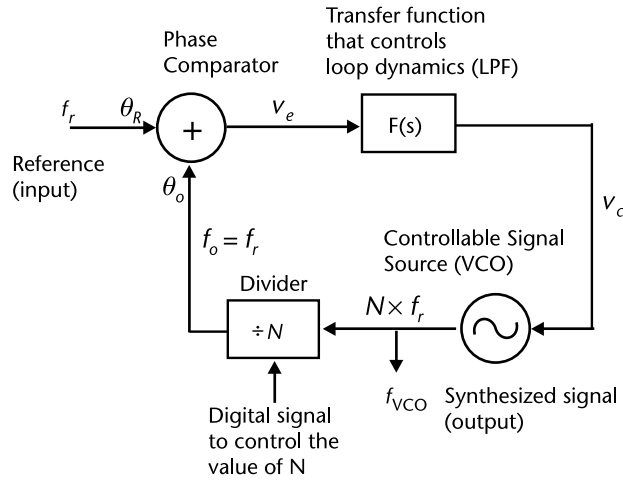 Transfer function
that controls
loop dynamics (LPF)
Phase
Comparator
f_r
θ_R
+
v_e
F(s)
Reference
(input)
θ_o
v_c
f_o = f_r
Controllable Signal
Source (VCO)
Divider
N × f_r
÷N
f_VCO
Synthesized signal
(output)
Digital signal
to control the
value of N